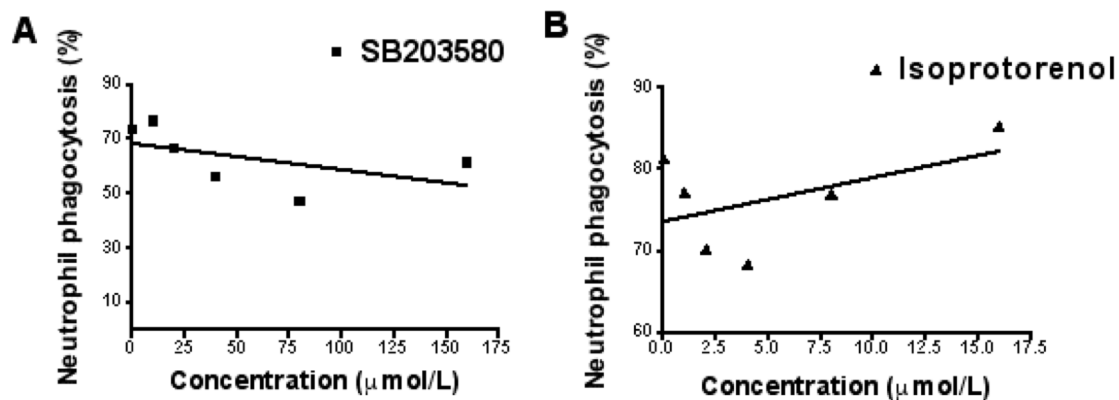 A
SB203580
Neutrophil phagocytosis (%)
90
70
50
30
10
0 25 50 75 100 125 150 175
Concentration (μmol/L)
B
Isoprotorenol
Neutrophil phagocytosis (%)
90
80
70
60
0.0 2.5 5.0 7.5 10.0 12.5 15.0 17.5
Concentration (μmol/L)